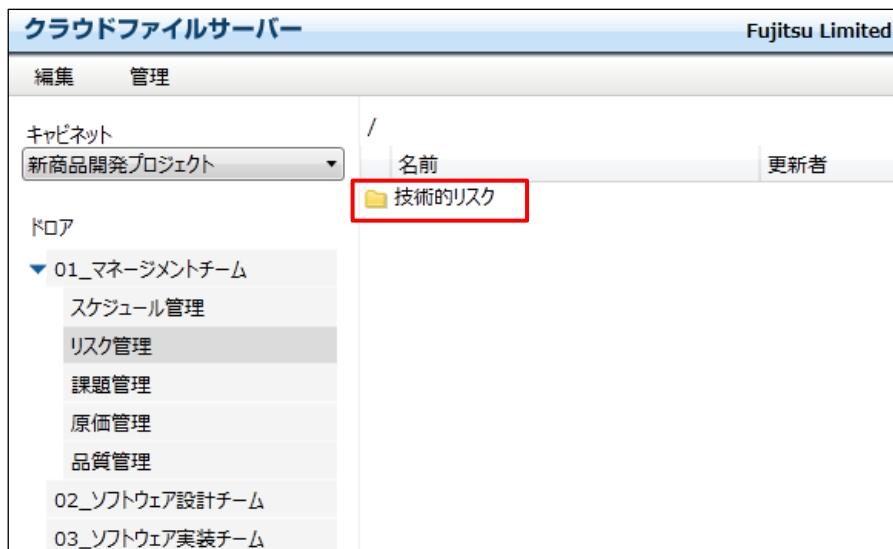 クラウドファイルサーバー
Fujitsu Limited
編集 管理
キャビネット
新商品開発プロジェクト
ドロア
01_マネージメントチーム
スケジュール管理
リスク管理
課題管理
原価管理
品質管理
02_ソフトウェア設計チーム
03_ソフトウェア実装チーム
/
名前 更新者
技術的リスク